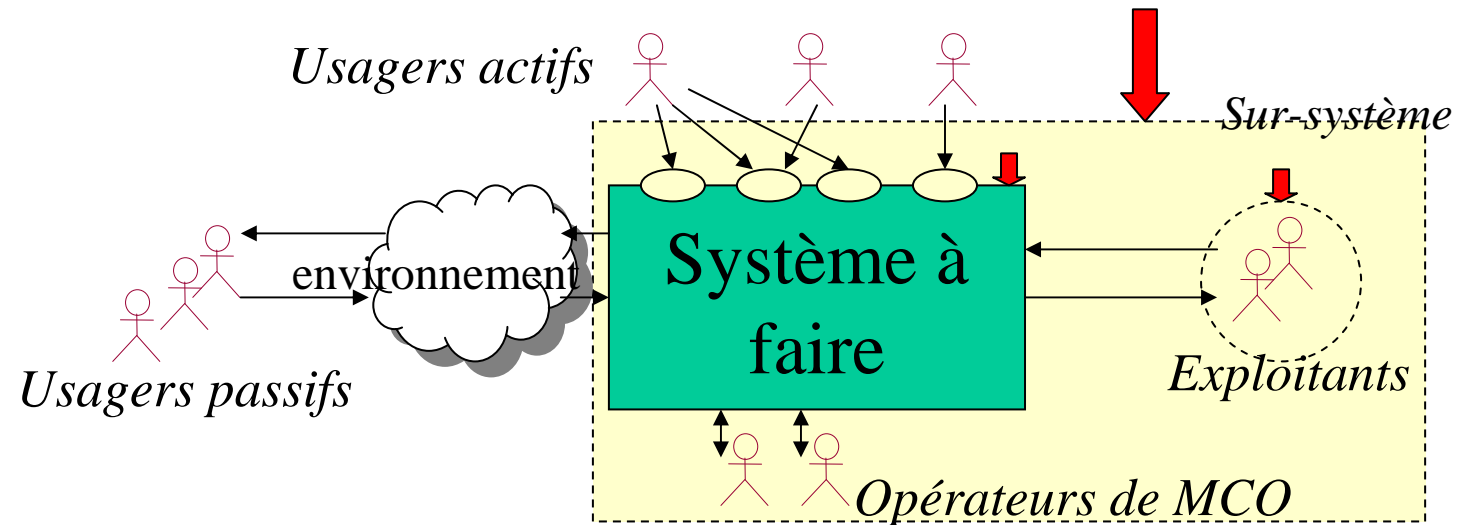 Usagers actifs
Sur-système
environnement
Système à
faire
Usagers passifs
Exploitants
Opérateurs de MCO